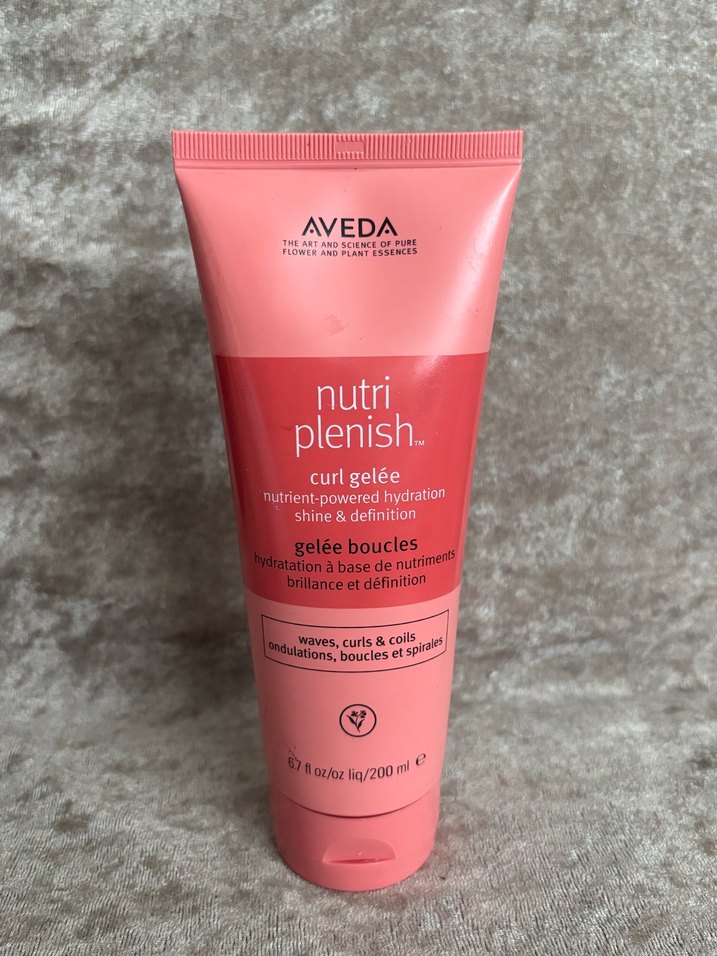 AVEDA
THE ART AND SCIENCE OF PURE
FLOWER AND PLANT ESSENCES
nutri
plenish™
curl gelée
nutrient-powered hydration
shine & definition
gelée boucles
hydratation à base de nutriments
brillance et définition
waves, curls & coils
ondulations, boucles et spirales
6.7 fl oz/oz liq/200 ml ℮